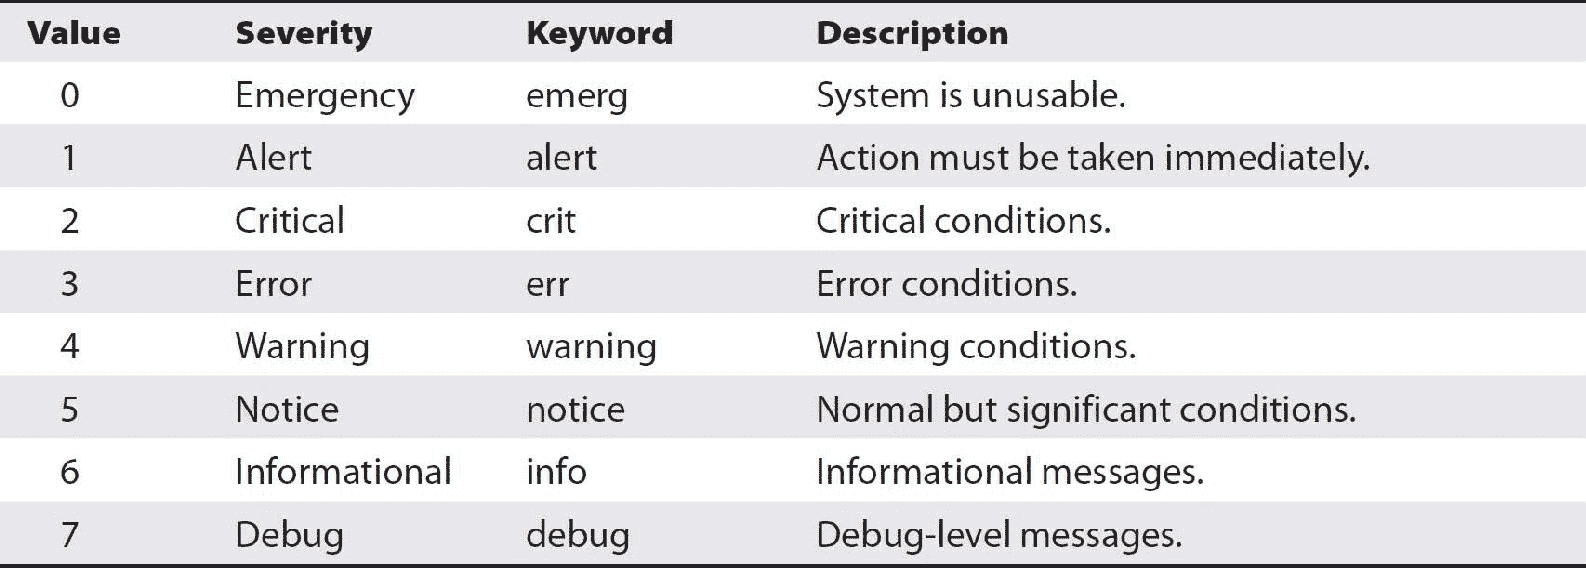 Value Severity Keyword Description
0 Emergency emerg System is unusable.
1 Alert alert Action must be taken immediately.
2 Critical crit Critical conditions.
3 Error err Error conditions.
4 Warning warning Warning conditions.
5 Notice notice Normal but significant conditions.
6 Informational info Informational messages.
7 Debug debug Debug-level messages.